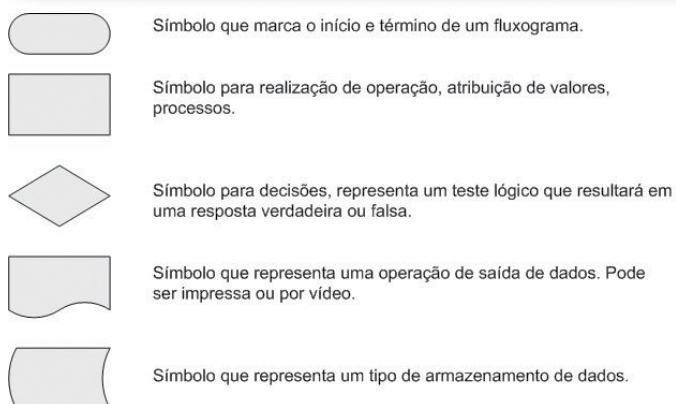 Símbolo que marca o início e término de um fluxograma.
Símbolo para realização de operação, atribuição de valores,
processos.
Símbolo para decisões, representa um teste lógico que resultará em
uma resposta verdadeira ou falsa.
Símbolo que representa uma operação de saída de dados. Pode
ser impressa ou por vídeo.
Símbolo que representa um tipo de armazenamento de dados.